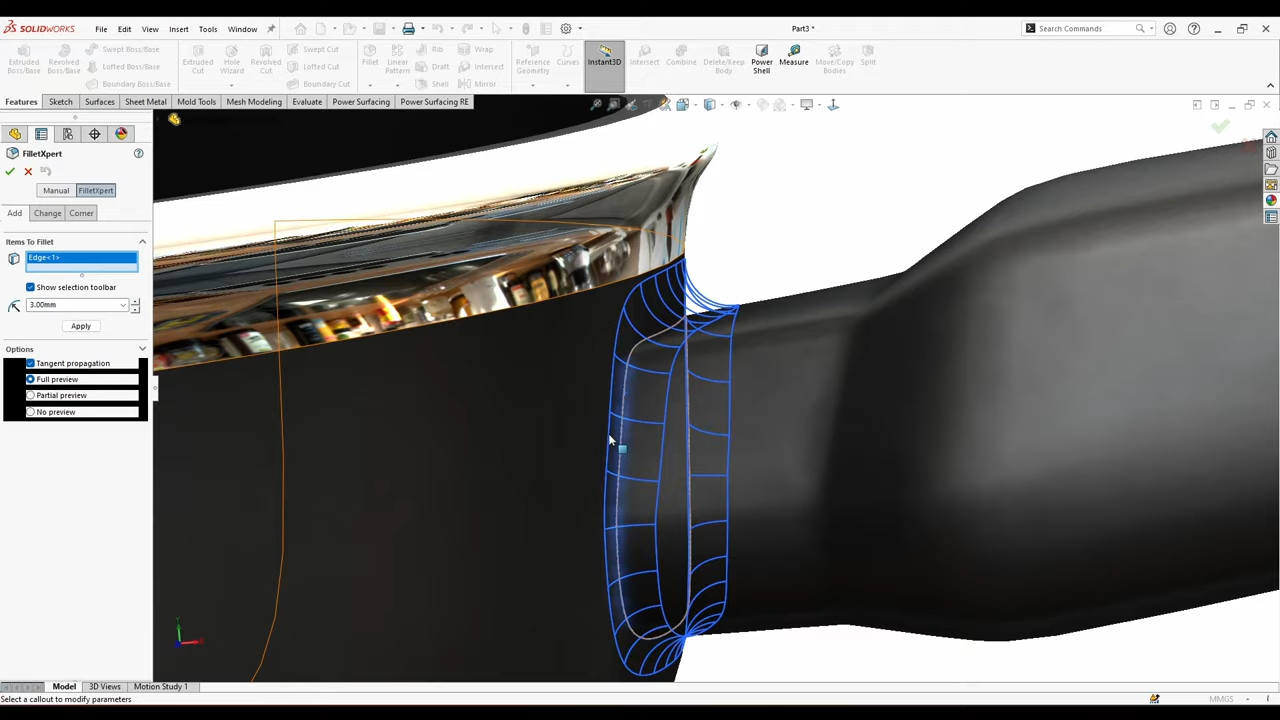 SOLIDWORKS File Edit View Insert Tools Window Part3 * Search Commands
Extruded Boss/Base Revolved Boss/Base Swept Boss/Base Lofted Boss/Base Boundary Boss/Base Extruded Cut Hole Wizard Revolved Cut Swept Cut Lofted Cut Boundary Cut Fillet Linear Pattern Rib Draft Shell Wrap Intersect Mirror Reference Geometry Curves Instant3D Intersect Combine Delete/Keep Body Power Shell Measure Move/Copy Bodies Split
Features Sketch Surfaces Sheet Metal Mold Tools Mesh Modeling Evaluate Power Surfacing Power Surfacing RE
FilletXpert
Manual FilletXpert
Add Change Corner
Items To Fillet
Edge<1>
Show selection toolbar
3.00mm
Apply
Options
Tangent propagation
Full preview
Partial preview
No preview
Y
X
Model 3D Views Motion Study 1
Select a callout to modify parameters MMGS